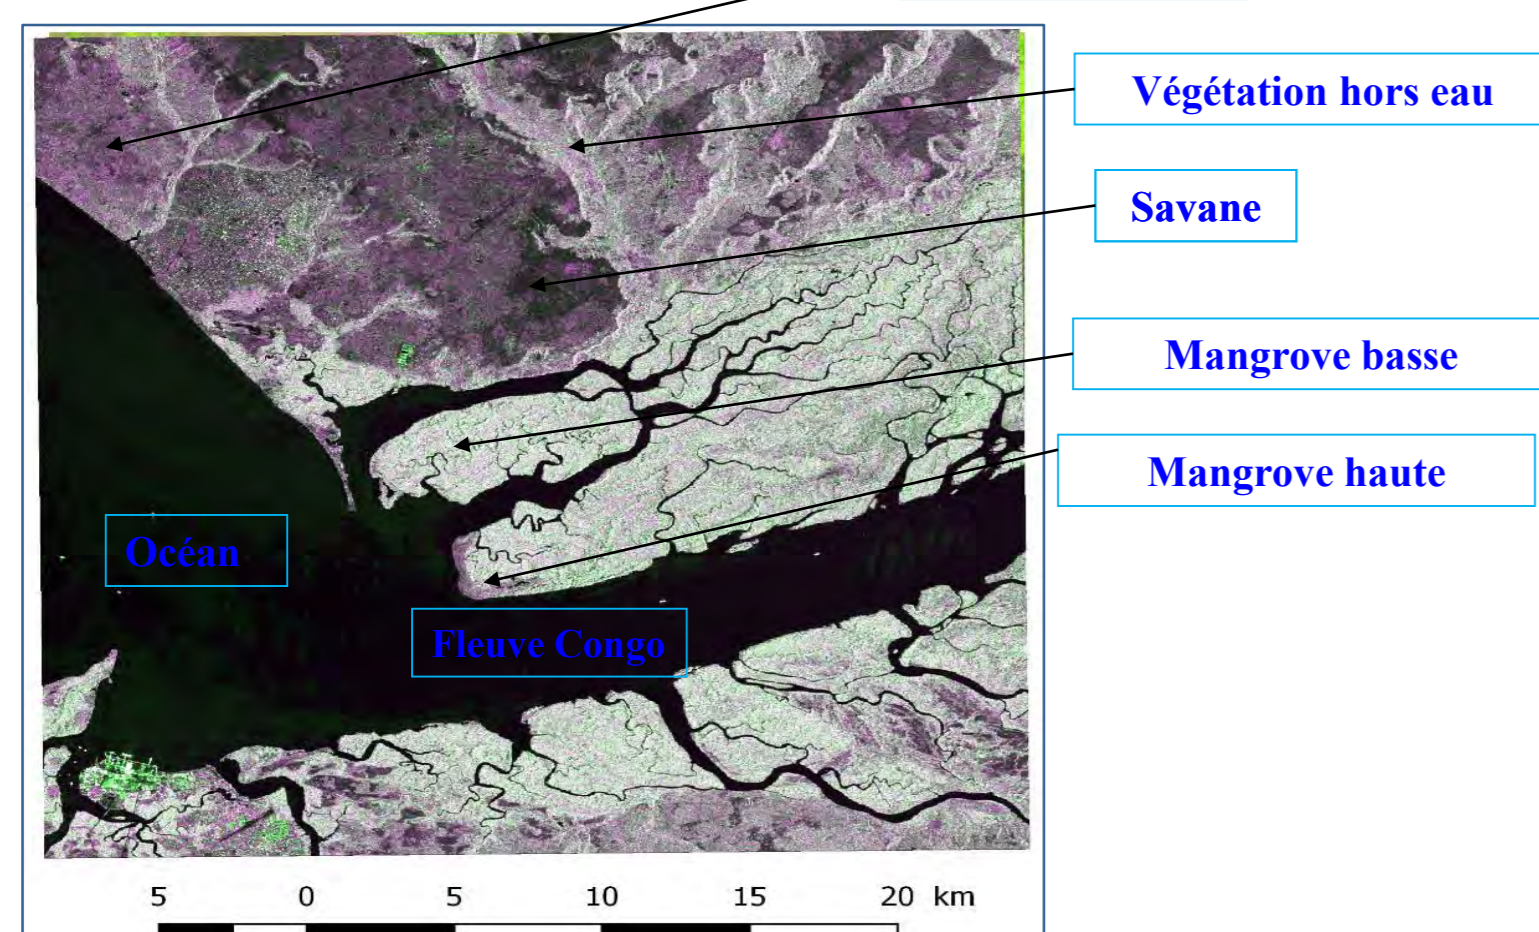 Végétation hors eau
Savane
Mangrove basse
Mangrove haute
Océan
Fleuve Congo
5 0 5 10 15 20 km